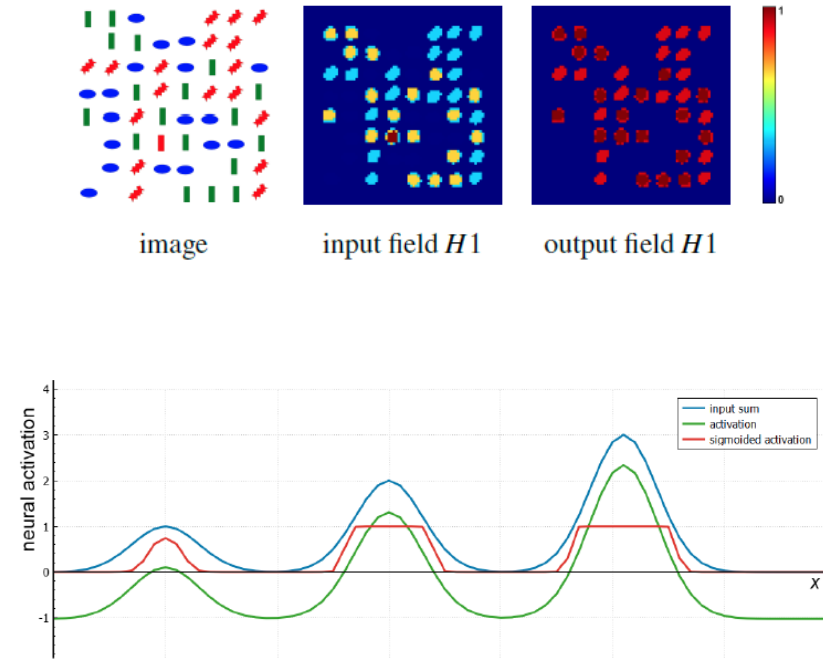 1
0
image
input field H1
output field H1
4
3
2
1
0
-1
neural activation
input sum
activation
sigmoided activation
x